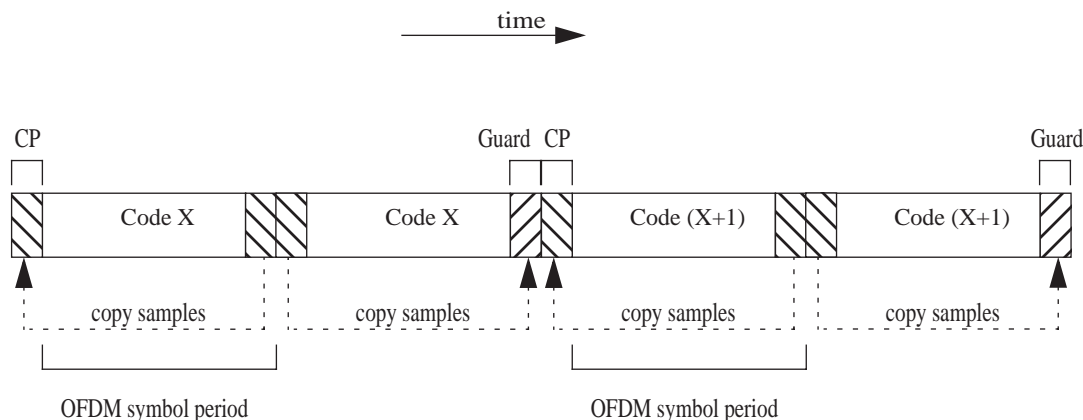 time
CP Guard CP Guard
Code X Code X Code (X+1) Code (X+1)
copy samples copy samples copy samples copy samples
OFDM symbol period OFDM symbol period